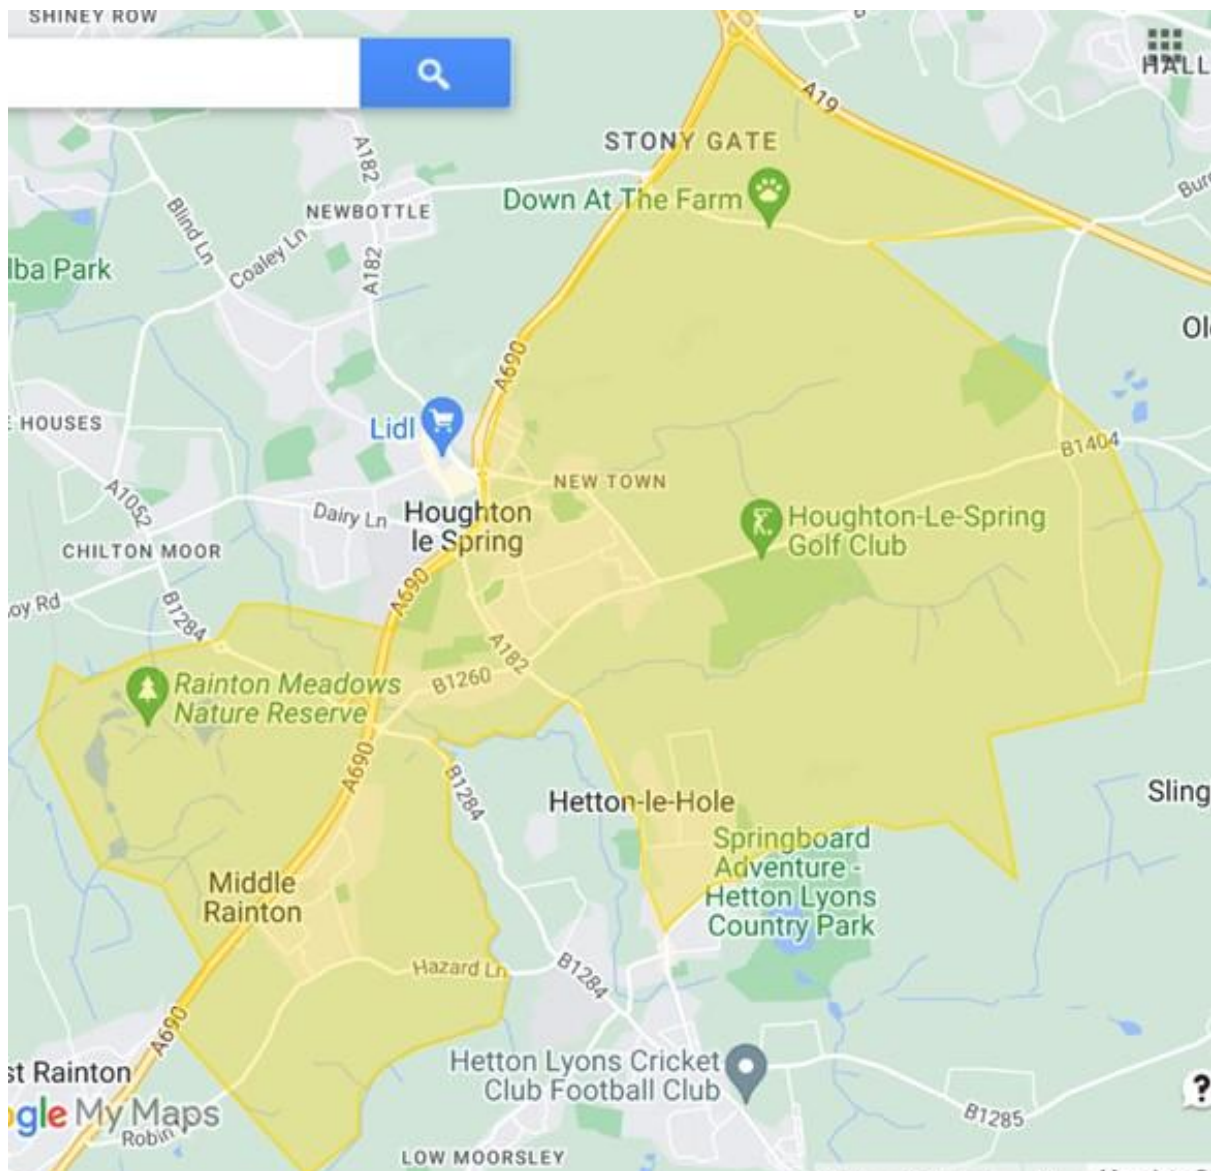 SHINEY ROW
HALL
A19
STONY GATE
A182
Down At The Farm
NEWBOTTLE
Blind Ln
Coaley Ln
A182
lba Park
A690
Lidl
HOUSES
B1404
NEW TOWN
A1052
Dairy Ln
Houghton
le Spring
Houghton-Le-Spring
Golf Club
CHILTON MOOR
A690
oy Rd
B1284
A182
B1260
Rainton Meadows
Nature Reserve
A690
B1284
Hetton-le-Hole
Sling
Springboard
Adventure -
Hetton Lyons
Country Park
Middle
Rainton
Hazard Ln
B1284
A690
st Rainton
Hetton Lyons Cricket
Club Football Club
?
ogle My Maps
Robin
B1285
LOW MOORSLEY